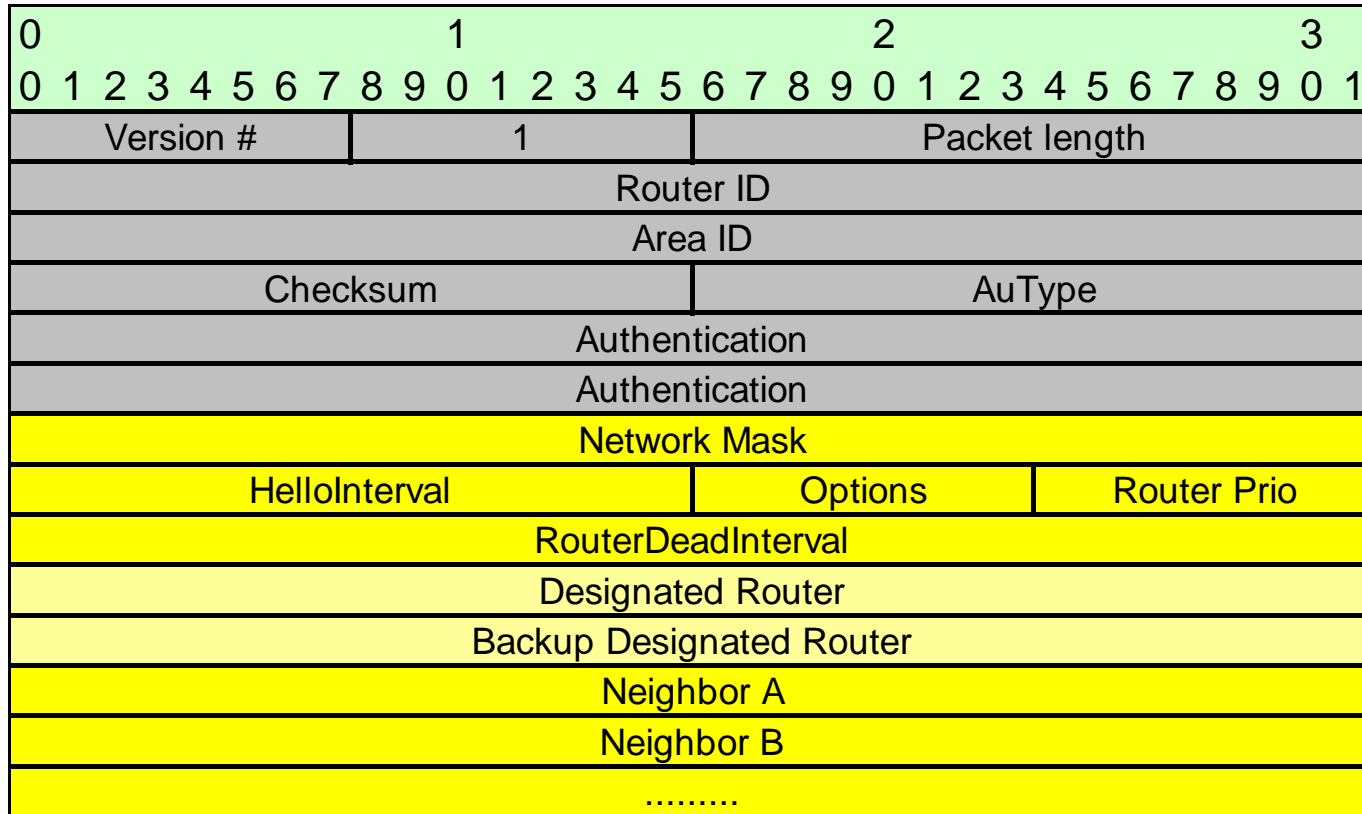 0 1 2 3
0 1 2 3 4 5 6 7 8 9 0 1 2 3 4 5 6 7 8 9 0 1 2 3 4 5 6 7 8 9 0 1
Version # 1 Packet length
Router ID
Area ID
Checksum AuType
Authentication
Authentication
Network Mask
HelloInterval Options Router Prio
RouterDeadInterval
Designated Router
Backup Designated Router
Neighbor A
Neighbor B
.........